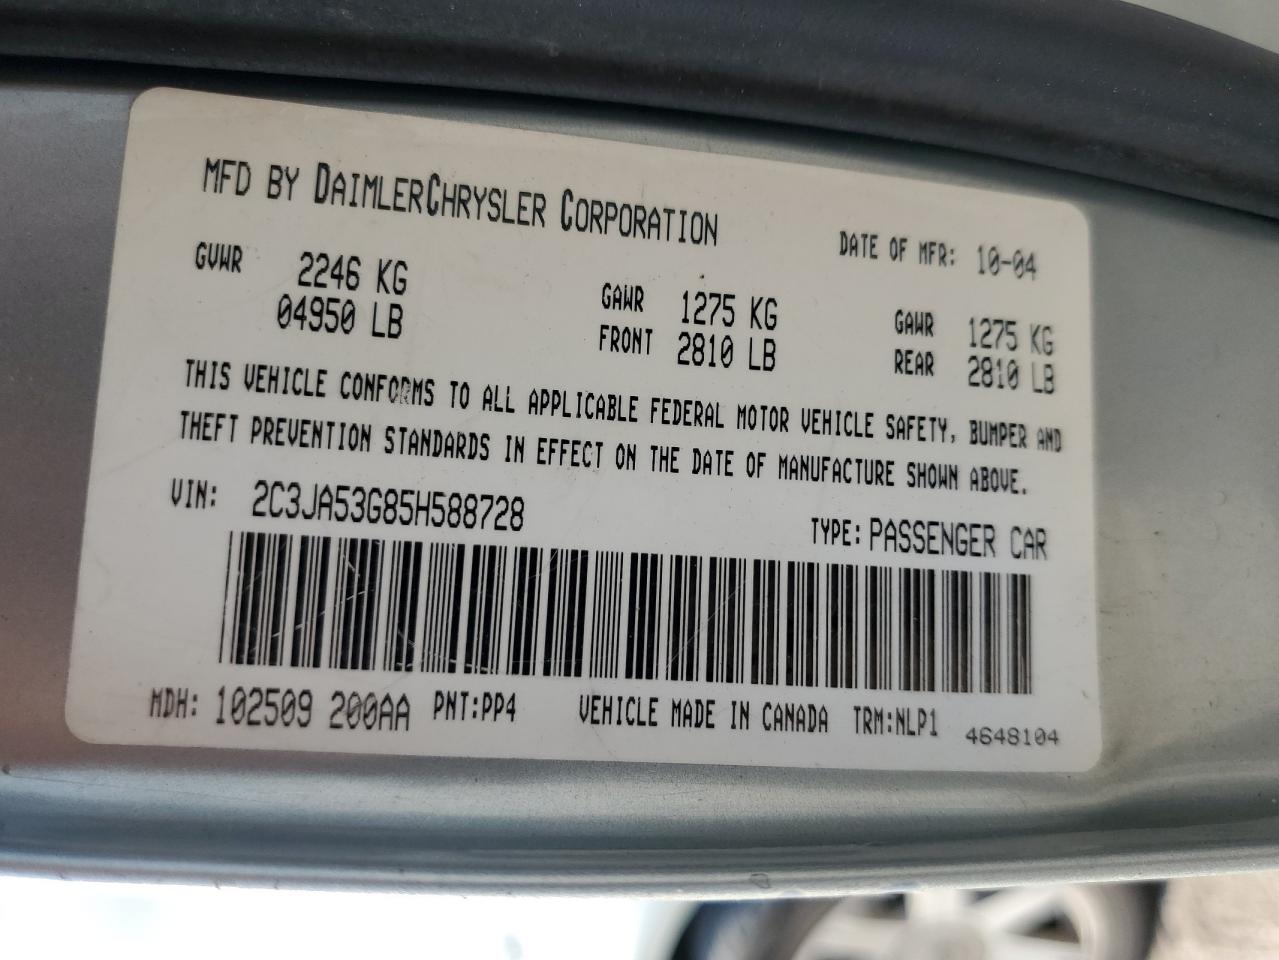 MFD BY DAIMLERCHRYSLER CORPORATION DATE OF MFR: 10-04
GVWR 2246 KG GAWR 1275 KG GAWR 1275 KG
04950 LB FRONT 2810 LB REAR 2810 LB
THIS VEHICLE CONFORMS TO ALL APPLICABLE FEDERAL MOTOR VEHICLE SAFETY, BUMPER AND
THEFT PREVENTION STANDARDS IN EFFECT ON THE DATE OF MANUFACTURE SHOWN ABOVE.
VIN: 2C3JA53G85H588728 TYPE: PASSENGER CAR
MDH: 102509 200AA PNT:PP4 VEHICLE MADE IN CANADA TRM:NLP1 4648104